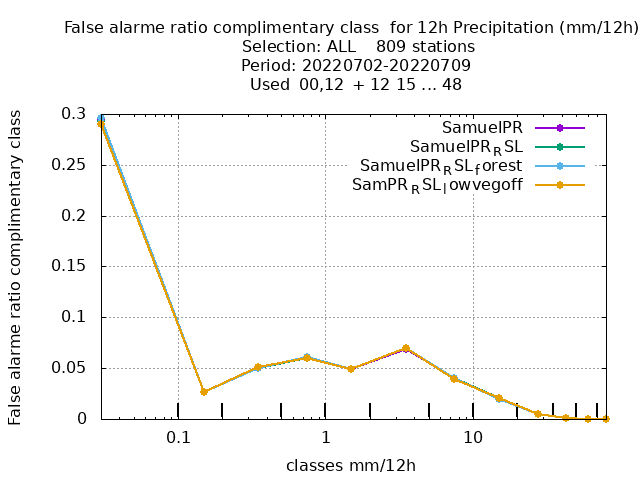 False alarme ratio complimentary class  for 12h Precipitation (mm/12h)
Selection: ALL    809 stations
Period: 20220702-20220709
Used  00,12  + 12 15 ... 48
False alarme ratio complimentary class
0.3
0.25
0.2
0.15
0.1
0.05
0
SamuelPR
SamuelPR_RSL
SamuelPR_RSL_forest
SamPR_RSL_lowvegoff
0.1
1
10
classes mm/12h